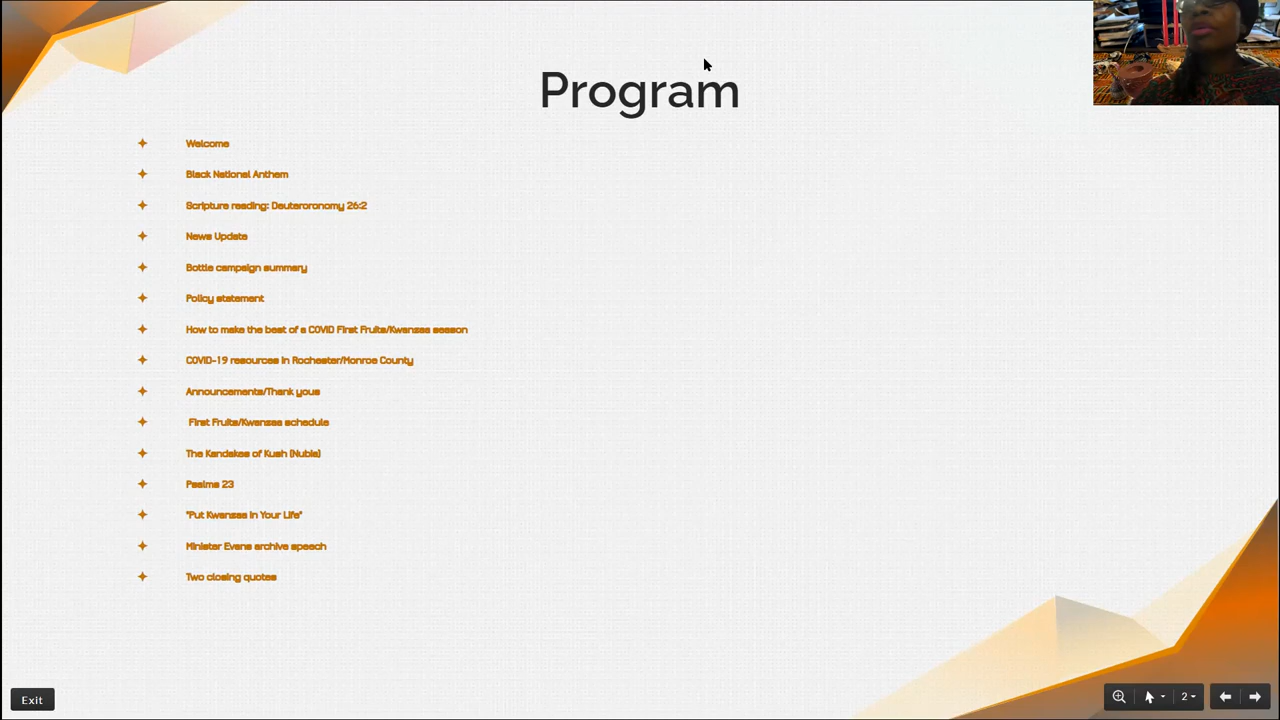 Program
Welcome
Black National Anthem
Scripture reading: Deuteroronomy 26:2
News Update
Bottle campaign summary
Policy statement
How to make the best of a COVID First Fruits/Kwanzaa season
COVID-19 resources in Rochester/Monroe County
Announcements/Thank yous
First Fruits/Kwanzaa schedule
The Kandakes of Kush (Nubia)
Psalms 23
"Put Kwanzaa in Your Life"
Minister Evans archive speech
Two closing quotes
Exit
2